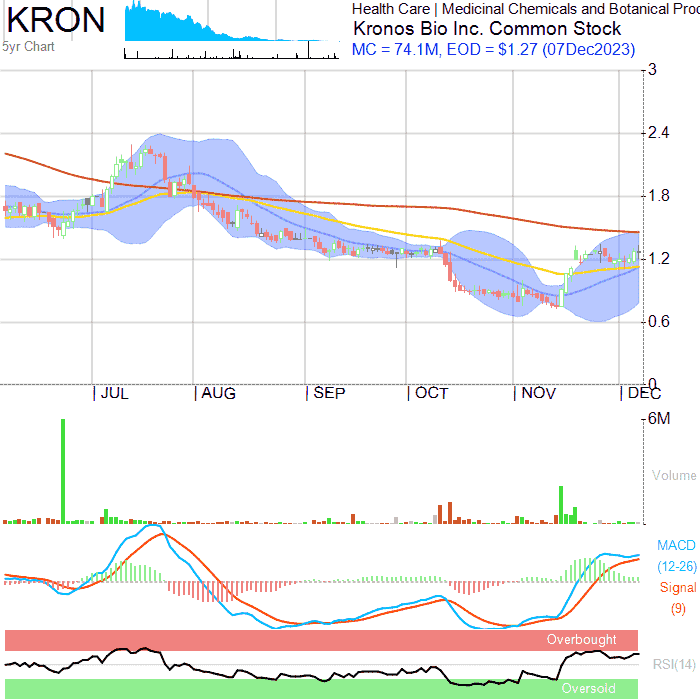 KRON
5yr Chart
Health Care | Medicinal Chemicals and Botanical Proc
Kronos Bio Inc. Common Stock
MC = 74.1M, EOD = $1.27 (07Dec2023)
3
2.4
1.8
1.2
0.6
0
JUL AUG SEP OCT NOV DEC
6M
Volume
MACD
(12-26)
Signal
(9)
Overbought
RSI(14)
Oversold